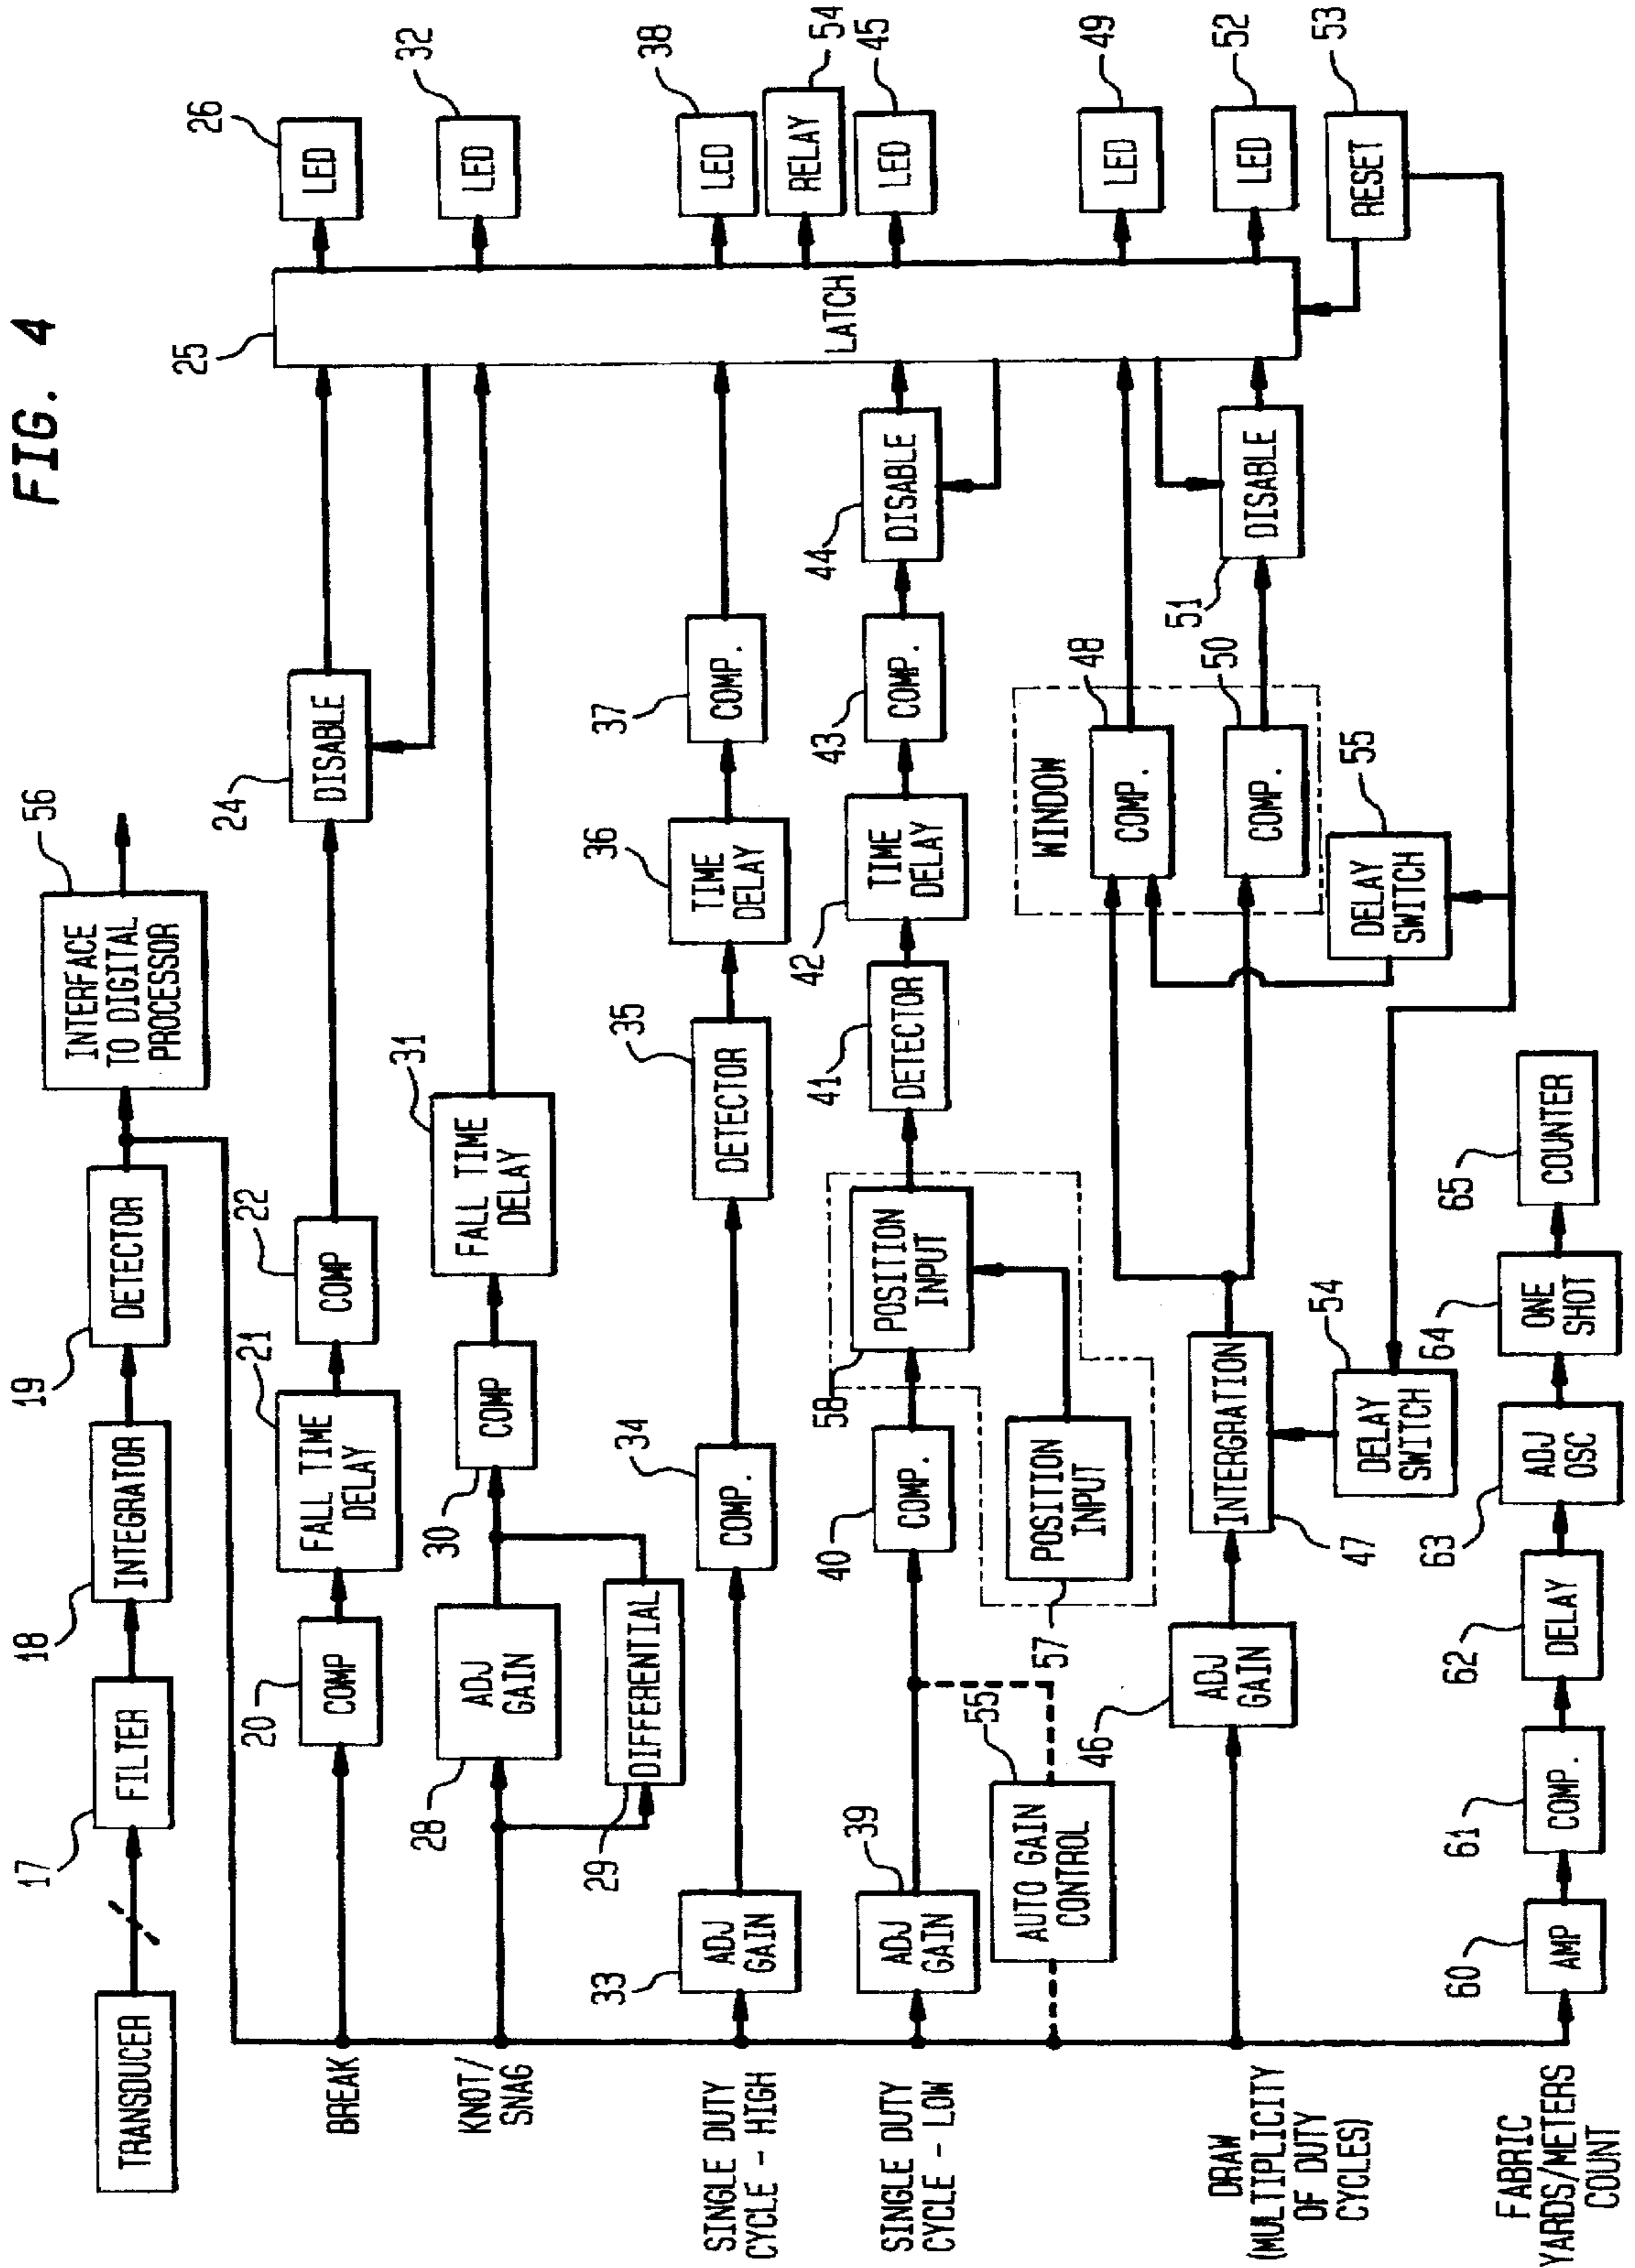 FIG. 4
TRANSDUCER
17
FILTER
18
INTEGRATOR
19
DETECTOR
56
INTERFACE
TO DIGITAL
PROCESSOR
BREAK
20
COMP
21
FALL TIME
DELAY
22
COMP
24
DISABLE
25
LATCH
26
LED
KNOT/
SNAG
28
ADJ
GAIN
29
DIFFERENTIAL
30
COMP
31
FALL TIME
DELAY
32
LED
SINGLE DUTY
CYCLE - HIGH
33
ADJ
GAIN
34
COMP.
35
DETECTOR
36
TIME
DELAY
37
COMP.
38
LED
54
RELAY
SINGLE DUTY
CYCLE - LOW
39
ADJ
GAIN
55
AUTO GAIN
CONTROL
40
COMP.
58
POSITION
INPUT
57
POSITION
INPUT
41
DETECTOR
42
TIME
DELAY
43
COMP.
44
DISABLE
45
LED
DRAW
(MULTIPLICITY
OF DUTY
CYCLES)
46
ADJ
GAIN
47
INTERGRATION
54
DELAY
SWITCH
WINDOW
48
COMP.
49
LED
50
COMP.
51
DISABLE
52
LED
55
DELAY
SWITCH
53
RESET
FABRIC
YARDS/METERS
COUNT
60
AMP
61
COMP.
62
DELAY
63
ADJ
OSC
64
ONE
SHOT
65
COUNTER